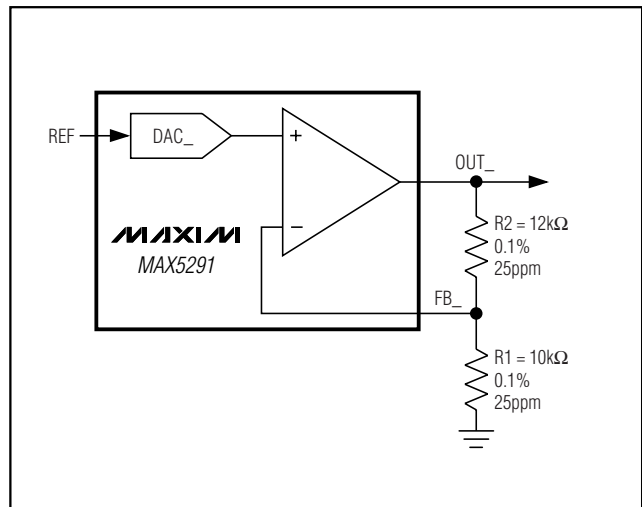 REF
DAC_
+
−
OUT_
MAXIM
MAX5291
FB_
R2 = 12kΩ
0.1%
25ppm
R1 = 10kΩ
0.1%
25ppm